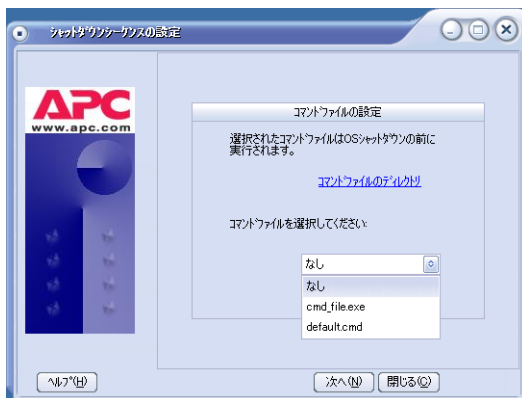 シャットダウンシーケンスの設定
APC
www.apc.com
コマンドファイルの設定
選択されたコマンドファイルはOSシャットダウンの前に
実行されます。
コマンドファイルのディレクトリ
コマンドファイルを選択してください:
なし
なし
cmd_file.exe
default.cmd
ヘルプ(H)
次へ(N)
閉じる(C)